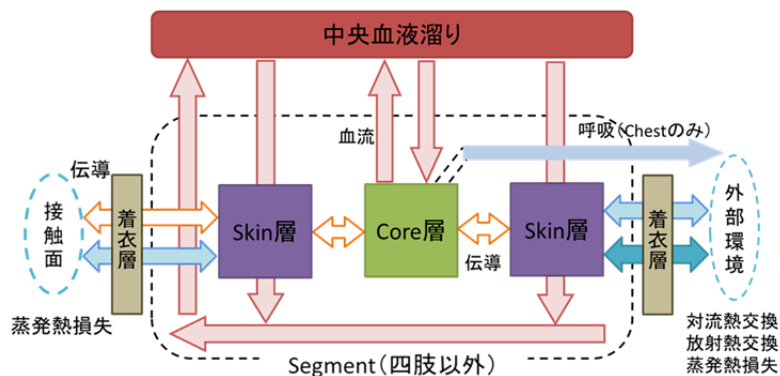 中央血液溜り
血流
呼吸(Chestのみ)
伝導
接触面
着衣層
Skin層
Core層
Skin層
着衣層
外部環境
伝導
蒸発熱損失
対流熱交換
放射熱交換
蒸発熱損失
Segment(四肢以外)